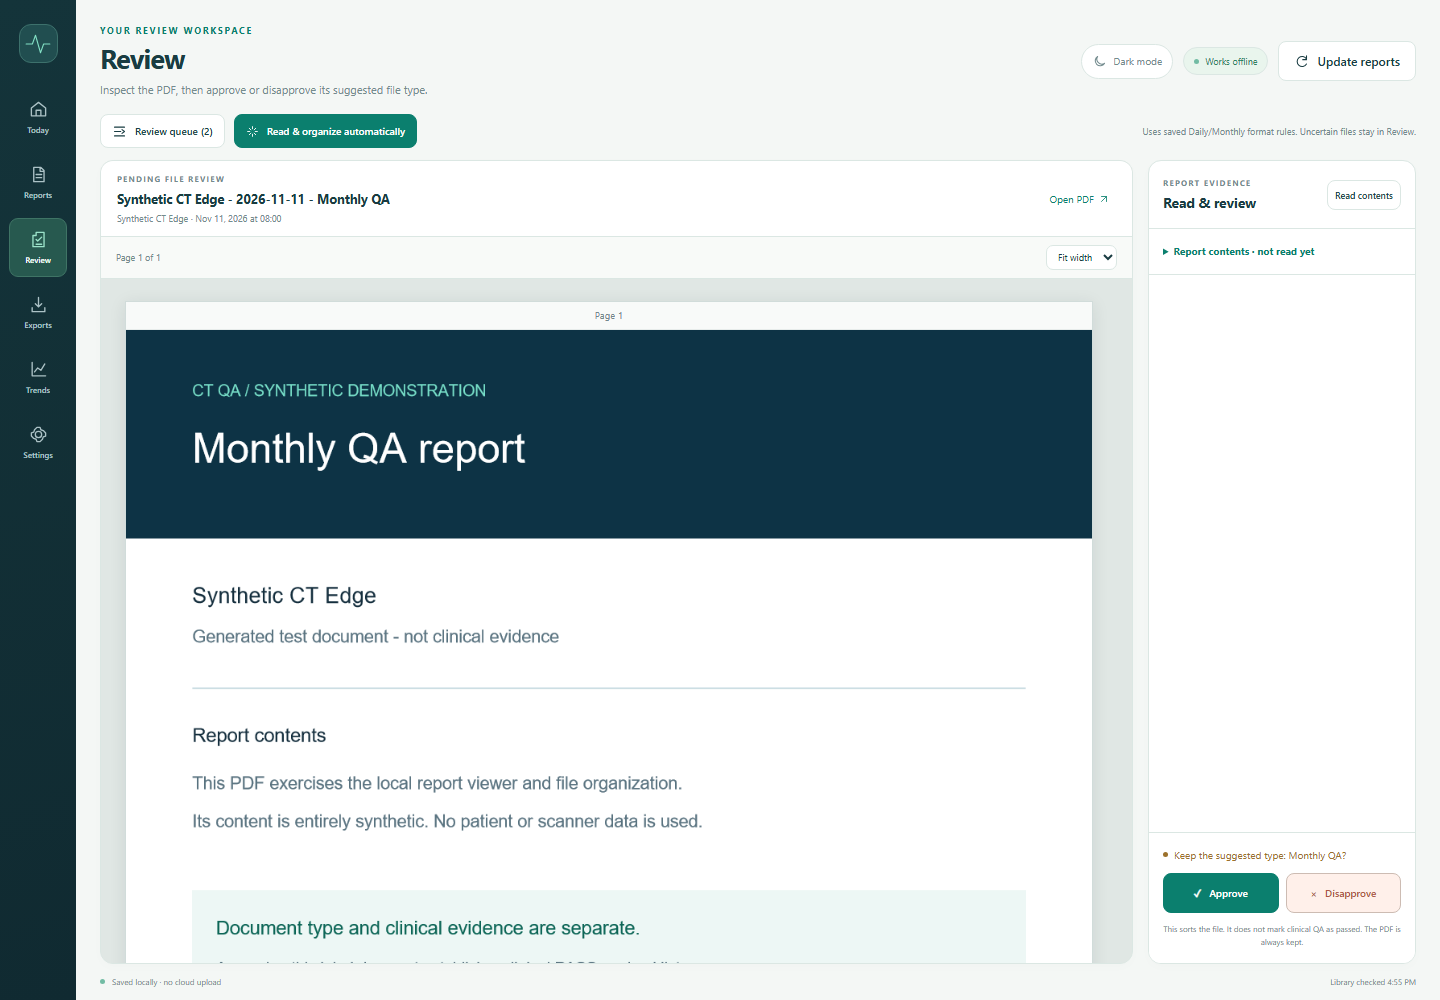 YOUR REVIEW WORKSPACE
Review
Inspect the PDF, then approve or disapprove its suggested file type.
Dark mode
Works offline
Update reports
Today
Reports
Review
Exports
Trends
Settings
Review queue (2)
Read & organize automatically
Uses saved Daily/Monthly format rules. Uncertain files stay in Review.
PENDING FILE REVIEW
Synthetic CT Edge - 2026-11-11 - Monthly QA
Synthetic CT Edge · Nov 11, 2026 at 08:00
Open PDF
Page 1 of 1
Fit width
Page 1
CT QA / SYNTHETIC DEMONSTRATION
Monthly QA report
Synthetic CT Edge
Generated test document - not clinical evidence
Report contents
This PDF exercises the local report viewer and file organization.
Its content is entirely synthetic. No patient or scanner data is used.
Document type and clinical evidence are separate.
REPORT EVIDENCE
Read & review
Read contents
Report contents · not read yet
Keep the suggested type: Monthly QA?
Approve
Disapprove
This sorts the file. It does not mark clinical QA as passed. The PDF is
always kept.
Saved locally · no cloud upload
Library checked 4:55 PM